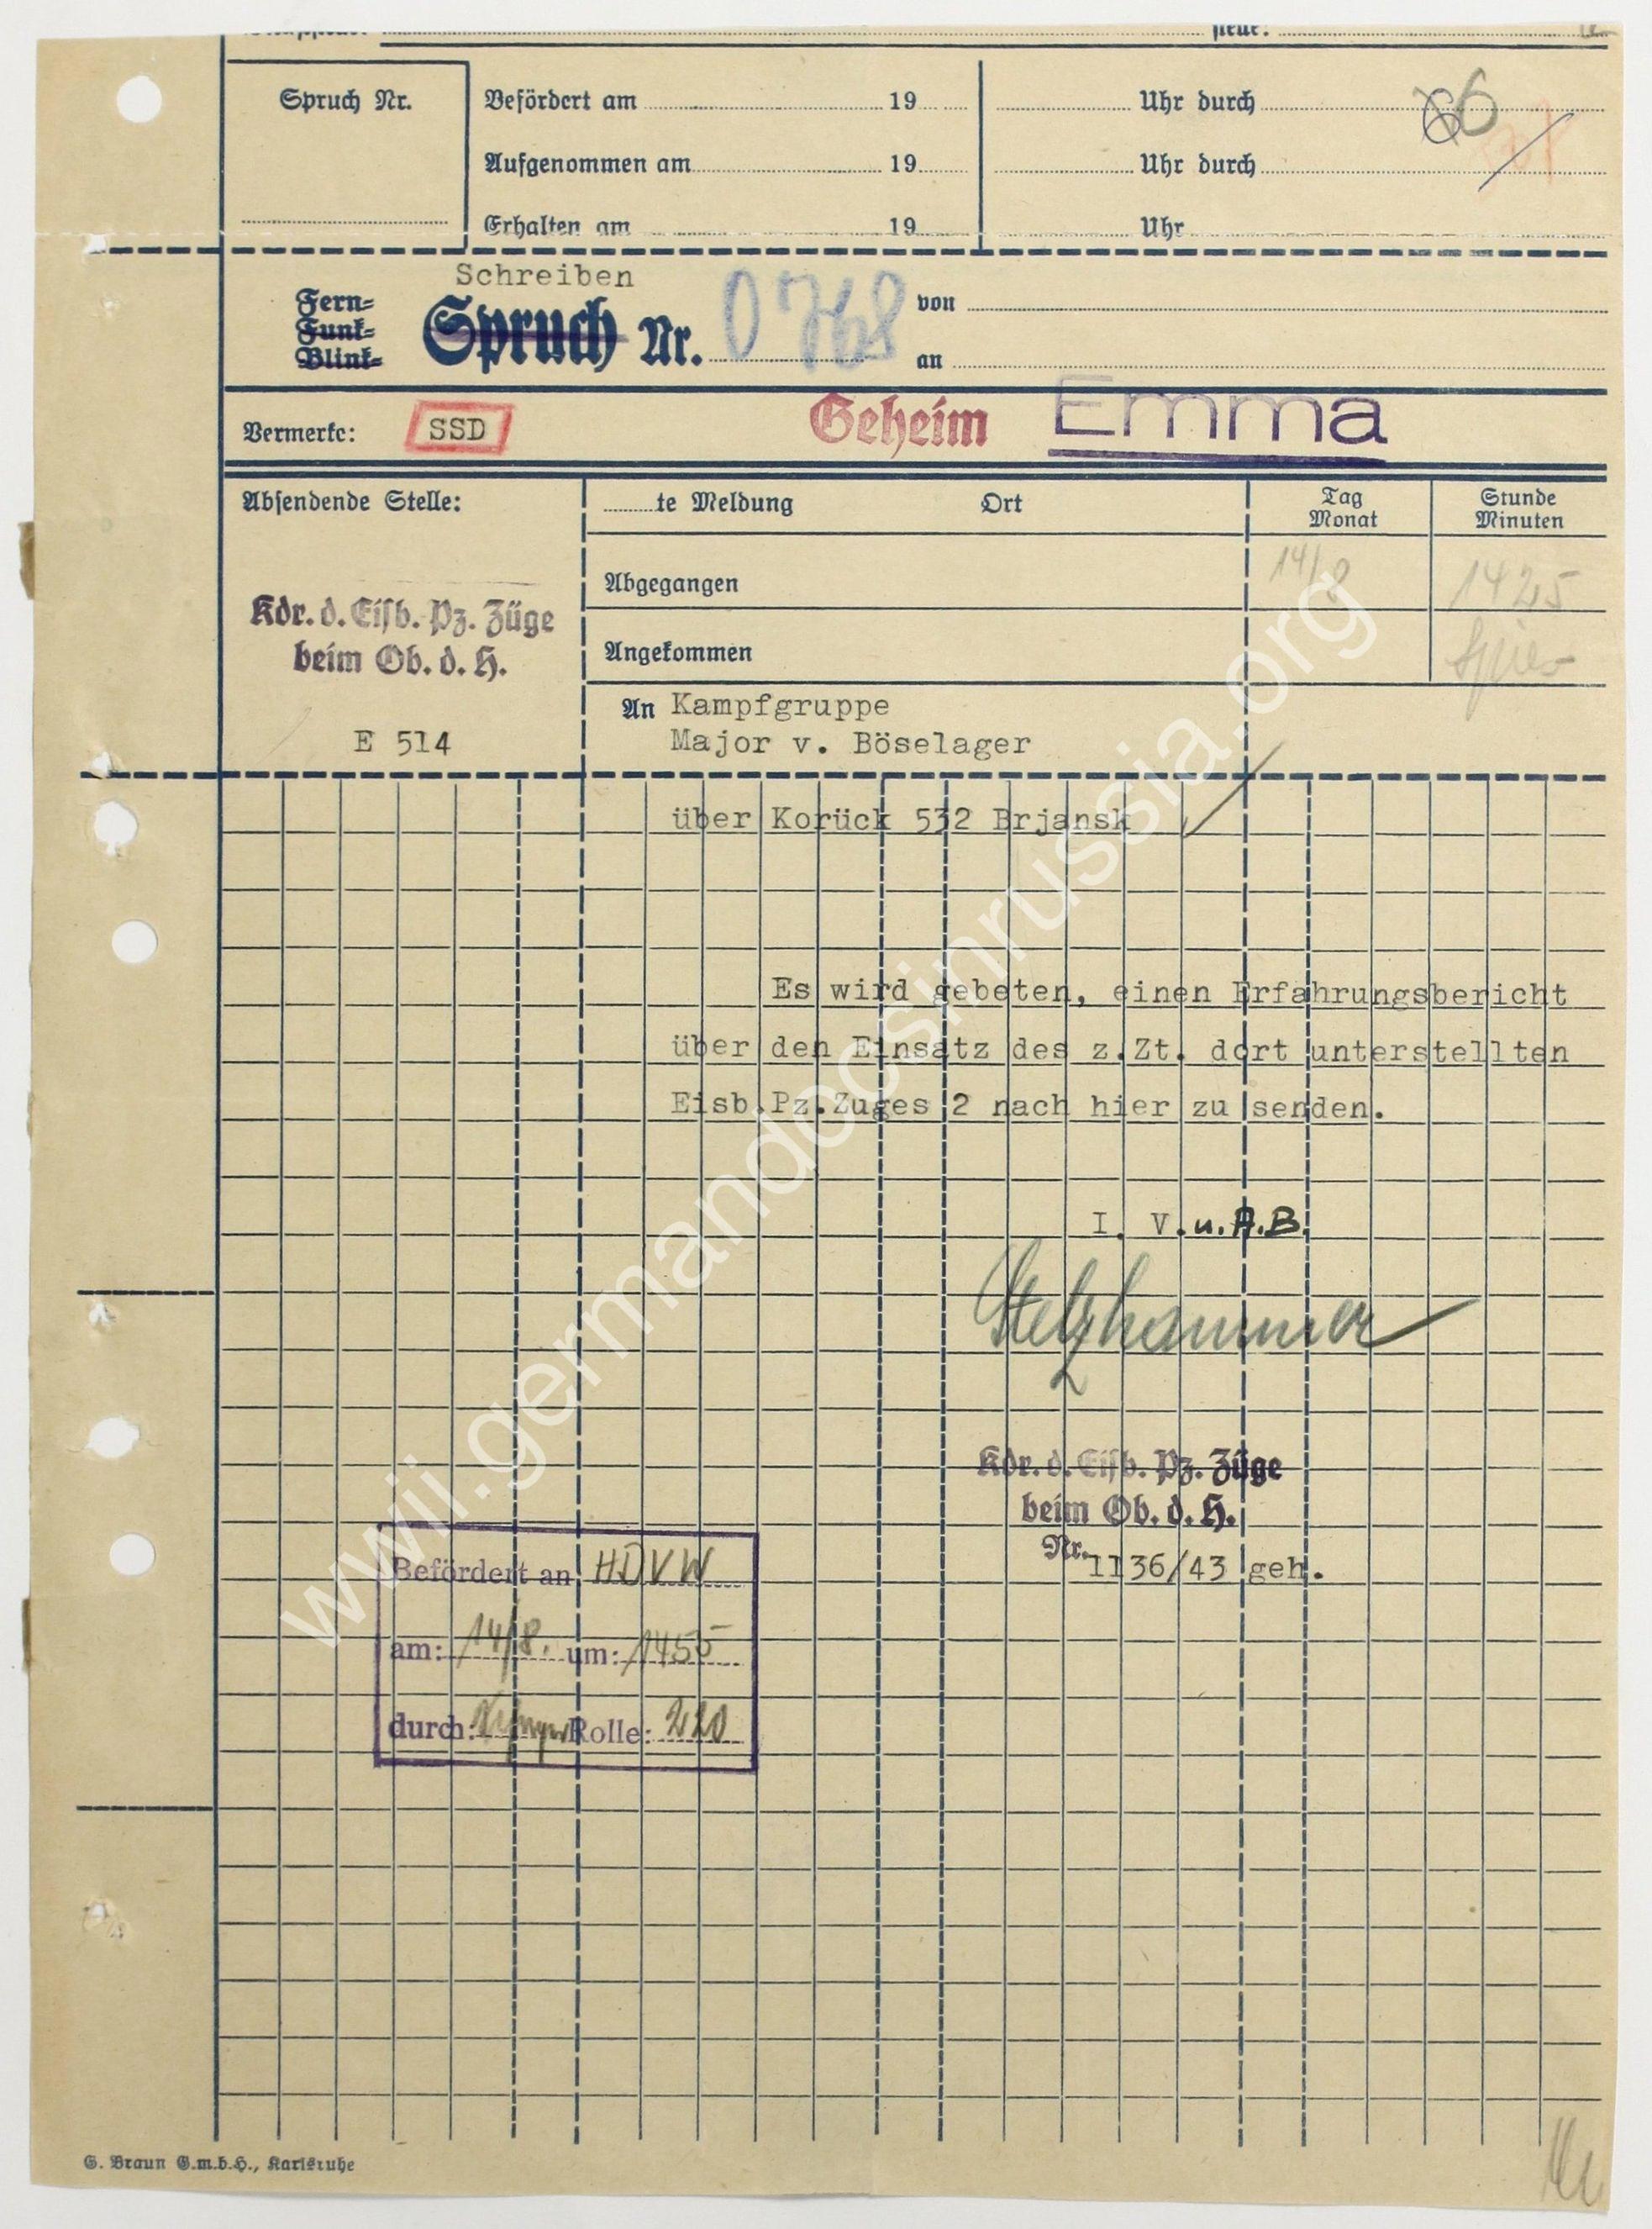 Spruch Nr.
Befördert am 19
Uhr durch
66
Aufgenommen am 19
Uhr durch
Erhalten am 19
Uhr
Schreiben
Fern-
Funk-
Blink-
Spruch Nr. 0768
von
an
Vermerke:
SSD
Geheim
Emma
Absendende Stelle:
te Meldung
Ort
Tag
Monat
Stunde
Minuten
Abgegangen
14/8
1425
Angekommen
Kdr. d. Eisb. Pz. Züge
beim Ob. d. H.
E 514
An Kampfgruppe
Major v. Böselager
über Korück 532 Brjansk
Es wird gebeten, einen Erfahrungsbericht
über den Einsatz des z.Zt. dort unterstellten
Eisb.Pz.Zuges 2 nach hier zu senden.
I. V. u. A.B.
Stelzhammer
Kdr. d. Eisb. Pz. Züge
beim Ob. d. H.
Nr. 1136/43 geh.
Befördert an HDVW
am: 14/8. um: 1455
durch: Rolle: 220
G. Braun G.m.b.H., Karlsruhe
www.germandocsinrussia.org